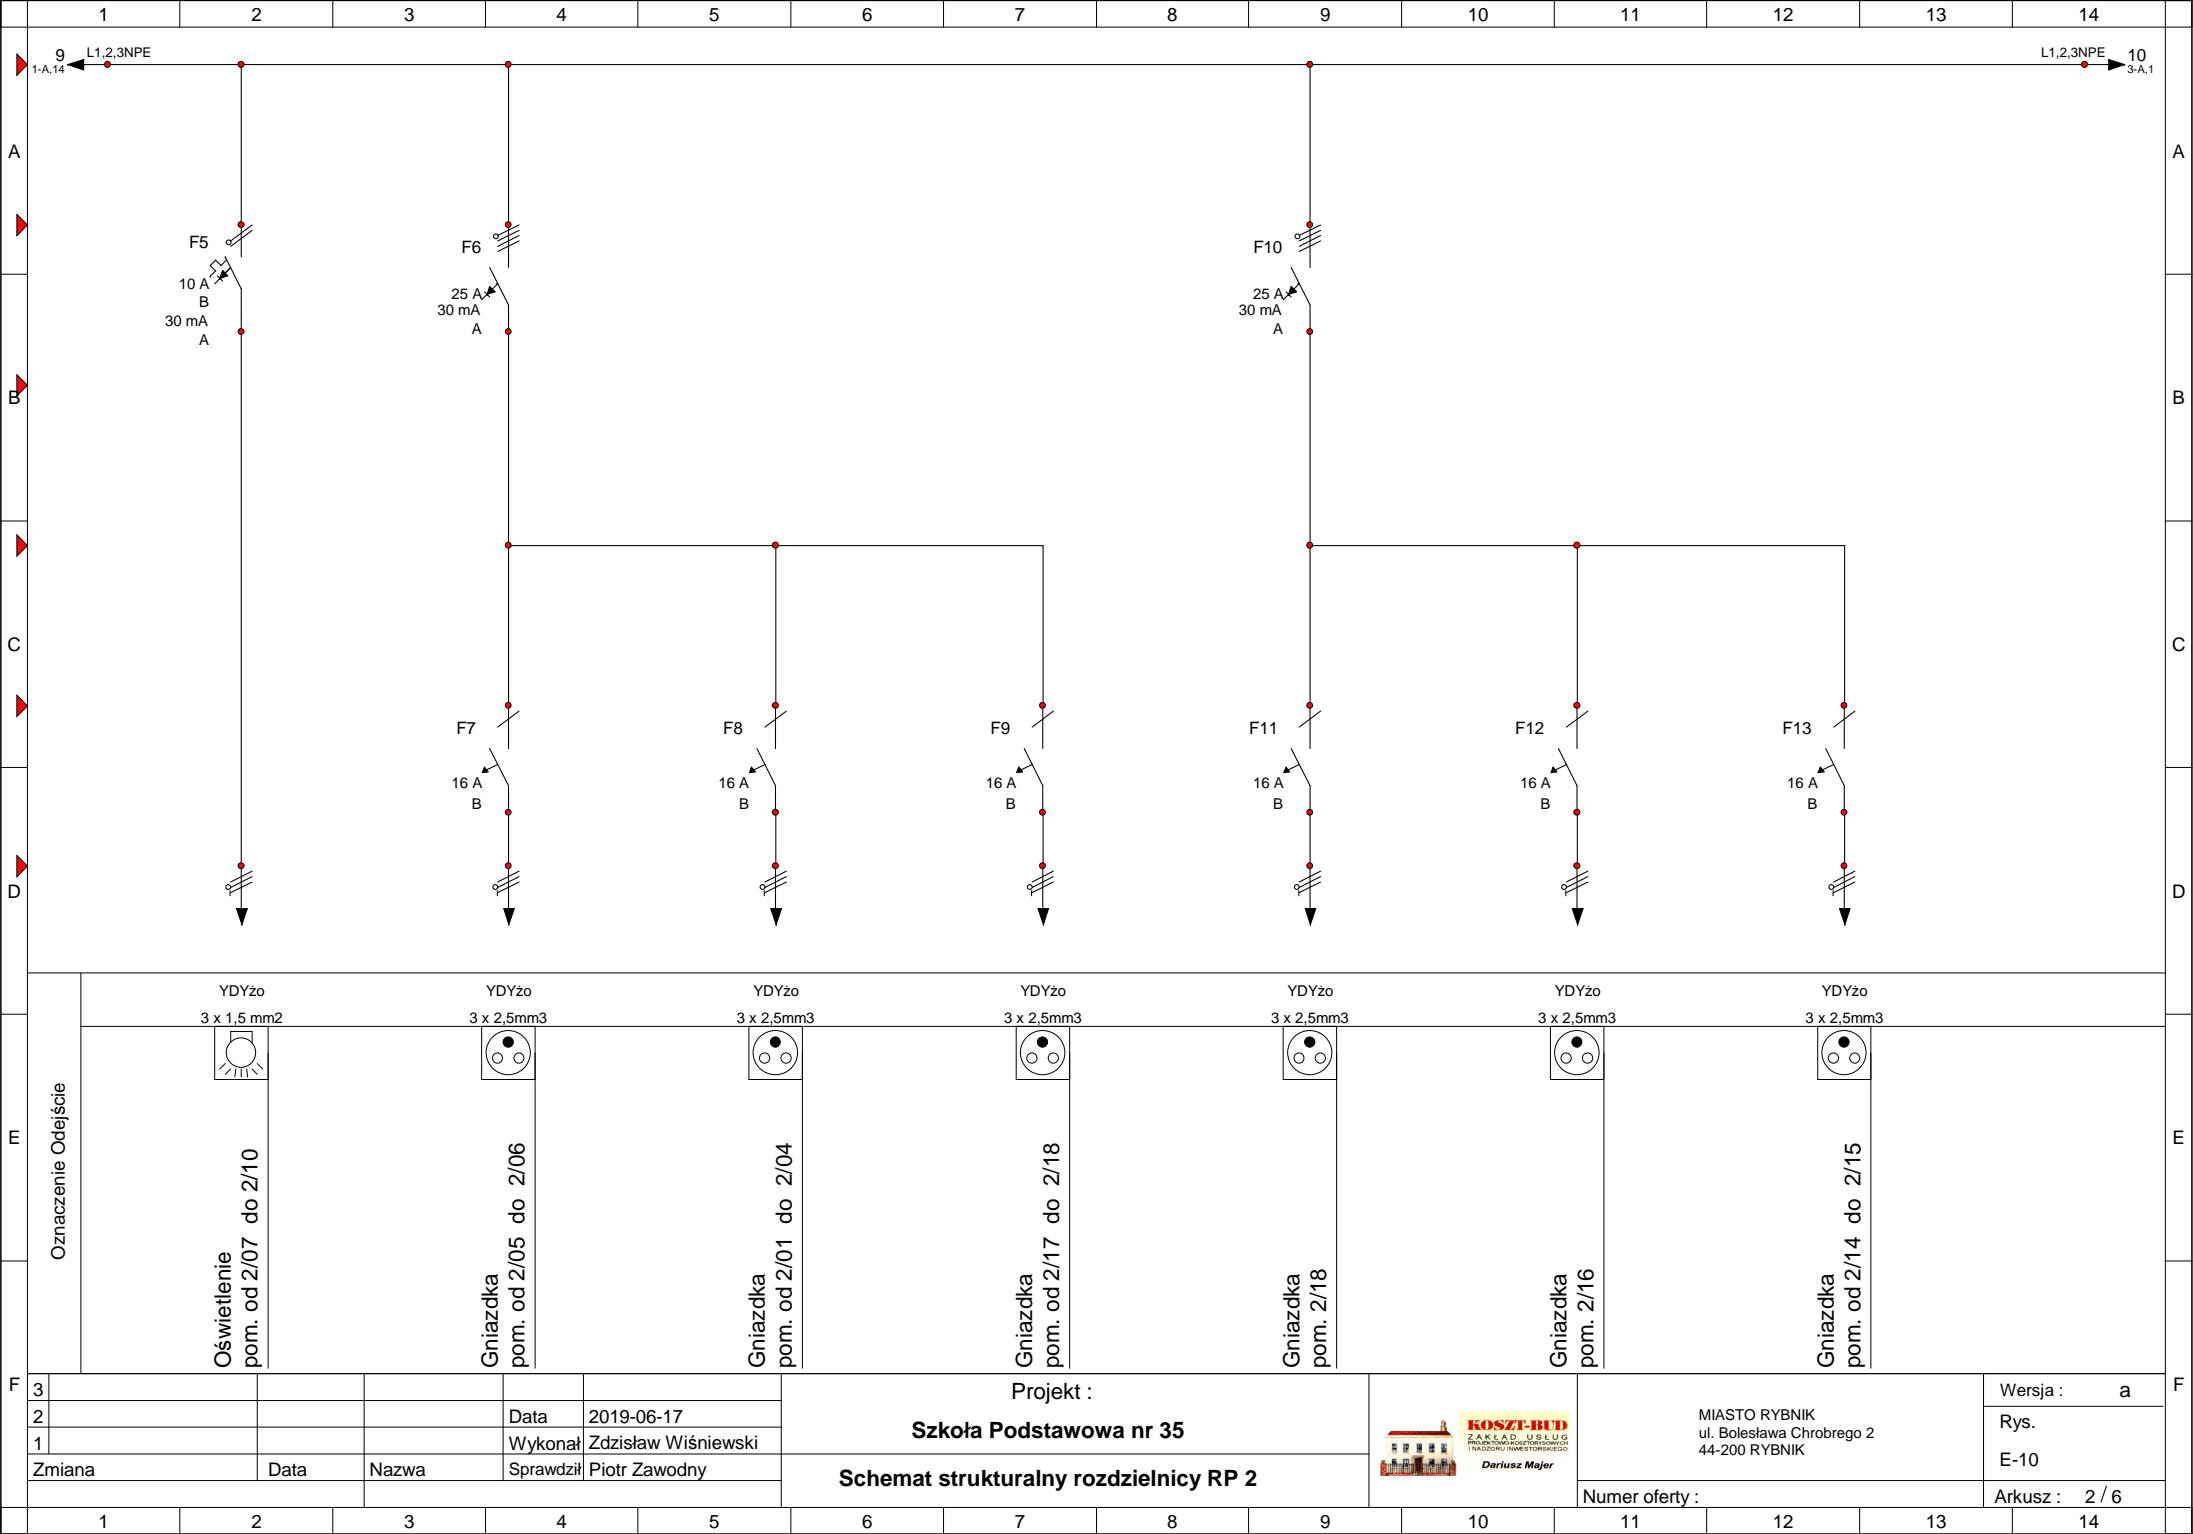 1 2 3 4 5 6 7 8 9 10 11 12 13 14
9 L1,2,3NPE
1-A,14
L1,2,3NPE 10
3-A,1
A A
F5
10 A
B
30 mA
A
F6
25 A
30 mA
A
F10
25 A
30 mA
A
B B
C C
F7
16 A
B
F8
16 A
B
F9
16 A
B
F11
16 A
B
F12
16 A
B
F13
16 A
B
D D
YDYżo YDYżo YDYżo YDYżo YDYżo YDYżo YDYżo
3 x 1,5 mm2 3 x 2,5mm3 3 x 2,5mm3 3 x 2,5mm3 3 x 2,5mm3 3 x 2,5mm3 3 x 2,5mm3
E E
Oznaczenie Odejście
Oświetlenie
pom. od 2/07 do 2/10
Gniazdka
pom. od 2/05 do 2/06
Gniazdka
pom. od 2/01 do 2/04
Gniazdka
pom. od 2/17 do 2/18
Gniazdka
pom. 2/18
Gniazdka
pom. 2/16
Gniazdka
pom. od 2/14 do 2/15
F F
3
2 Data 2019-06-17
1 Wykonał Zdzisław Wiśniewski
Zmiana Data Nazwa Sprawdził Piotr Zawodny
Projekt :
Szkoła Podstawowa nr 35
Schemat strukturalny rozdzielnicy RP 2
KOSZT-BUD
ZAKŁAD USŁUG
PROJEKTOWO-KOSZTORYSOWYCH
I NADZORU INWESTORSKIEGO
Dariusz Majer
MIASTO RYBNIK
ul. Bolesława Chrobrego 2
44-200 RYBNIK
Numer oferty :
Wersja : a
Rys.
E-10
Arkusz : 2 / 6
1 2 3 4 5 6 7 8 9 10 11 12 13 14